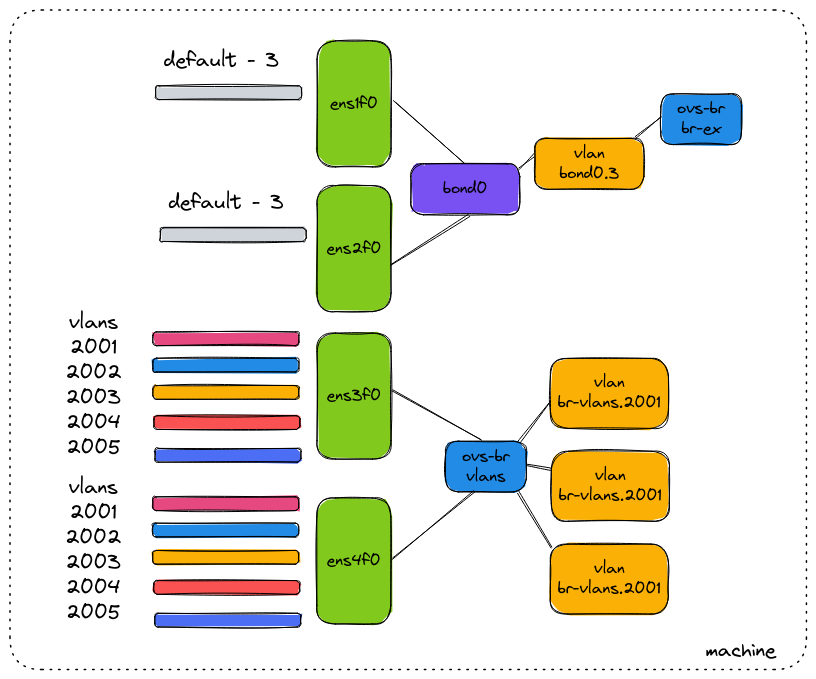 default - 3
ens1f0
ovs-br
br-ex
vlan
bond0.3
bond0
default - 3
ens2f0
vlans
2001
2002
2003
2004
2005
ens3f0
vlan
br-vlans.2001
ovs-br
vlans
vlan
br-vlans.2001
vlans
2001
2002
2003
2004
2005
ens4f0
vlan
br-vlans.2001
machine